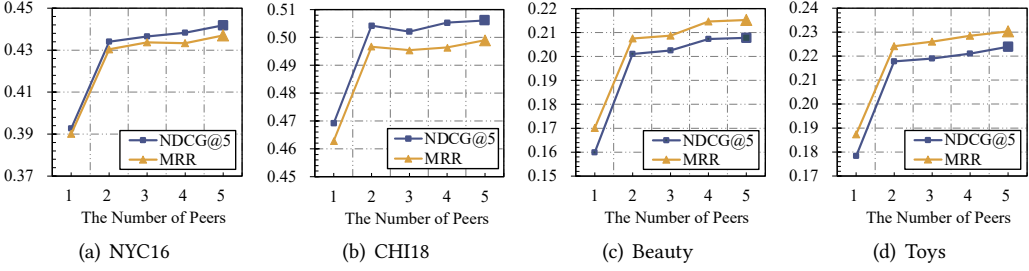 0.45
0.43
0.41
0.39
0.37
NDCG@5
MRR
1 2 3 4 5
The Number of Peers
(a) NYC16
0.51
0.50
0.49
0.48
0.47
0.46
0.45
NDCG@5
MRR
1 2 3 4 5
The Number of Peers
(b) CHI18
0.22
0.21
0.20
0.19
0.18
0.17
0.16
0.15
NDCG@5
MRR
1 2 3 4 5
The Number of Peers
(c) Beauty
0.24
0.23
0.22
0.21
0.20
0.19
0.18
0.17
NDCG@5
MRR
1 2 3 4 5
The Number of Peers
(d) Toys